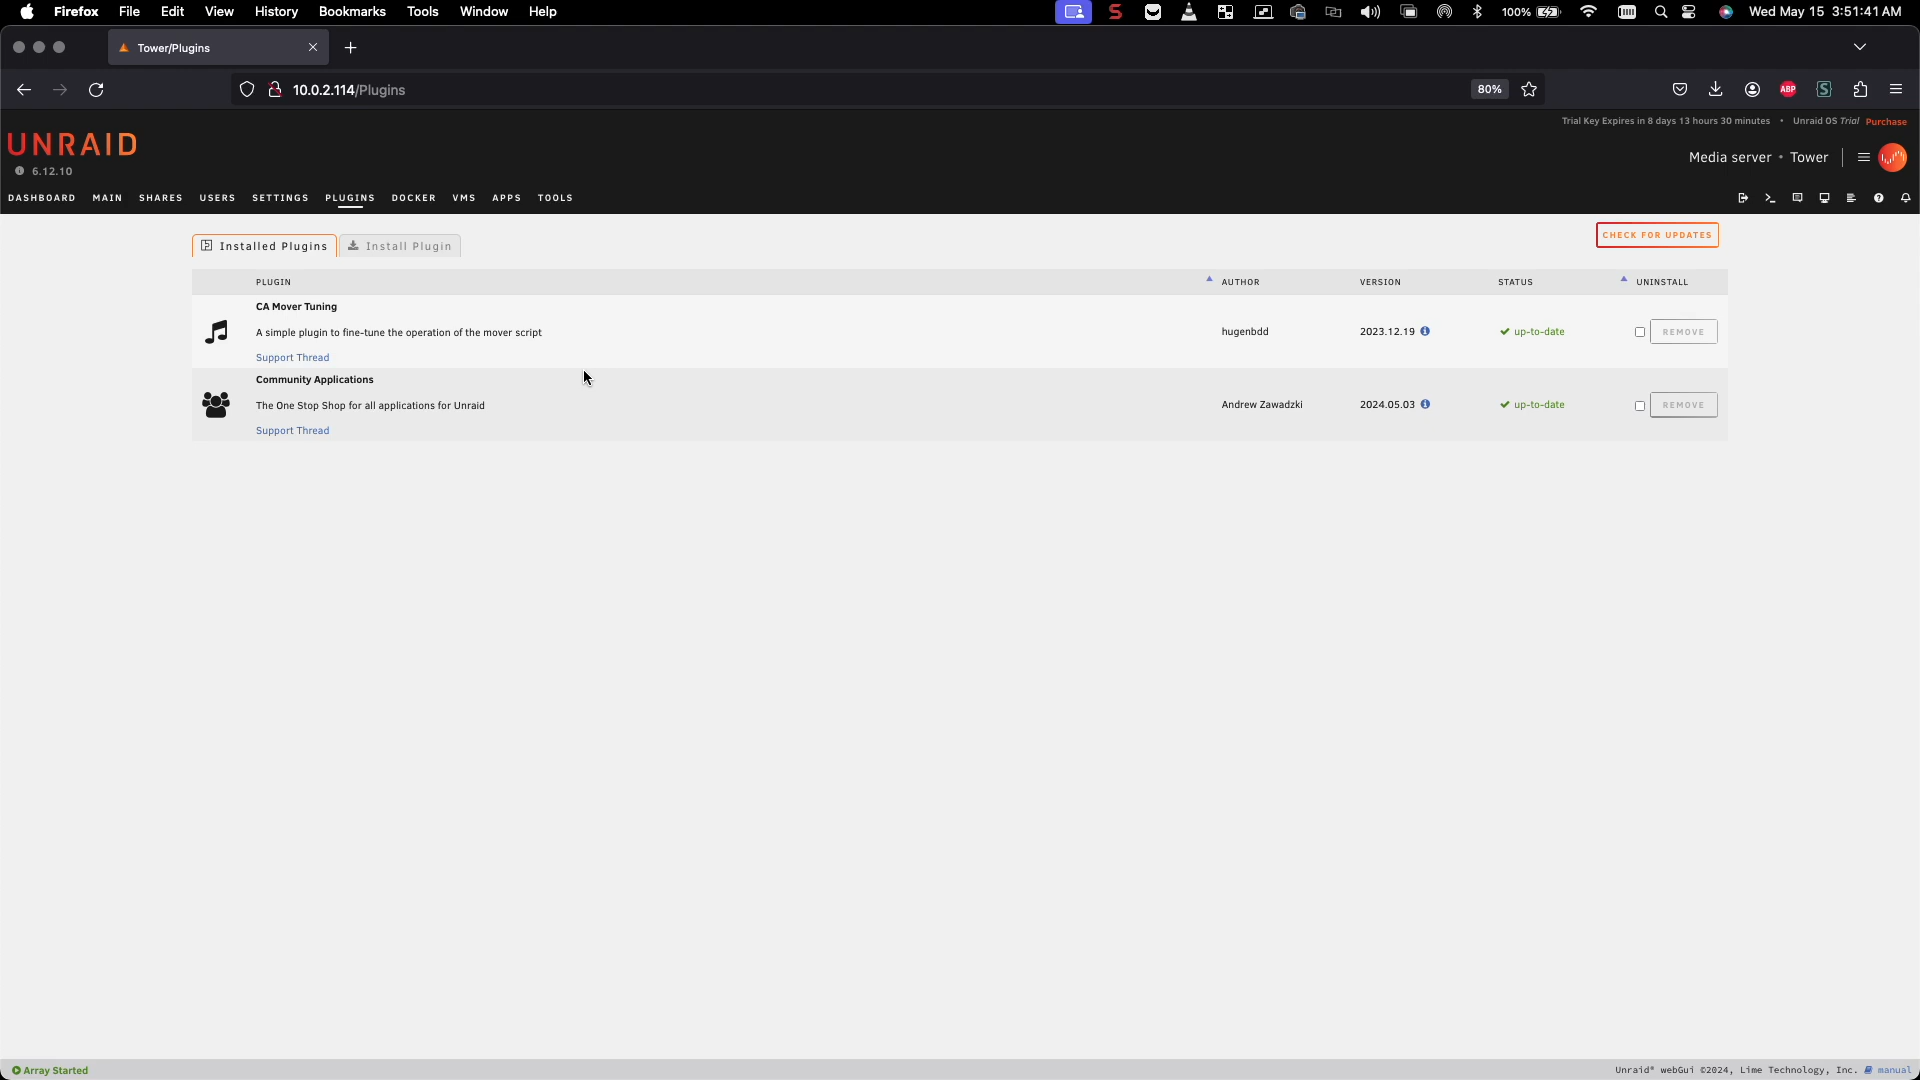 Firefox File Edit View History Bookmarks Tools Window Help 100% Wed May 15 3:51:41 AM
Tower/Plugins
10.0.2.114/Plugins 80% ABP
Trial Key Expires in 8 days 13 hours 30 minutes • Unraid OS Trial Purchase
UNRAID
6.12.10
Media server • Tower
DASHBOARD MAIN SHARES USERS SETTINGS PLUGINS DOCKER VMS APPS TOOLS
Installed Plugins Install Plugin CHECK FOR UPDATES
PLUGIN AUTHOR VERSION STATUS UNINSTALL
CA Mover Tuning
A simple plugin to fine-tune the operation of the mover script hugenbdd 2023.12.19 up-to-date REMOVE
Support Thread
Community Applications
The One Stop Shop for all applications for Unraid Andrew Zawadzki 2024.05.03 up-to-date REMOVE
Support Thread
Array Started Unraid® webGui ©2024, Lime Technology, Inc. manual